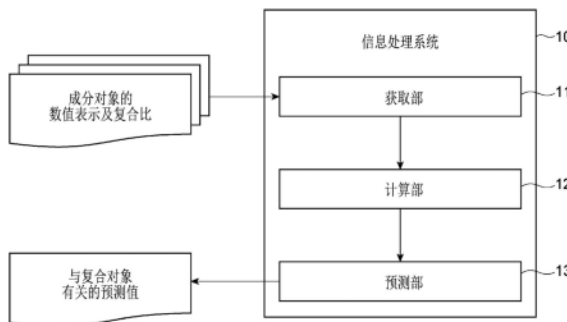 信息处理系统
10
成分对象的
数值表示及复合比
获取部
11
计算部
12
与复合对象
有关的预测值
预测部
13